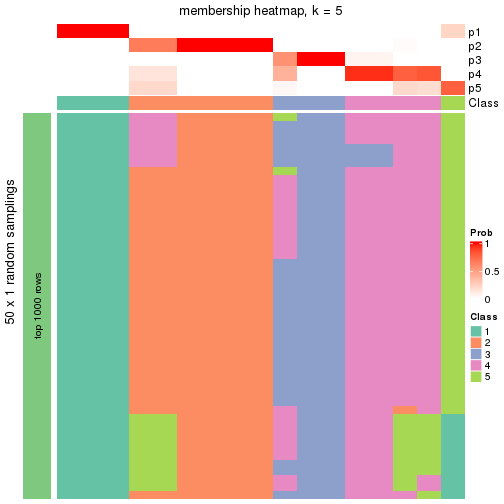 membership heatmap, k = 5
p1
p2
p3
p4
p5
Class
50 x 1 random samplings
top 1000 rows
Prob
1
0.5
0
Class
1
2
3
4
5